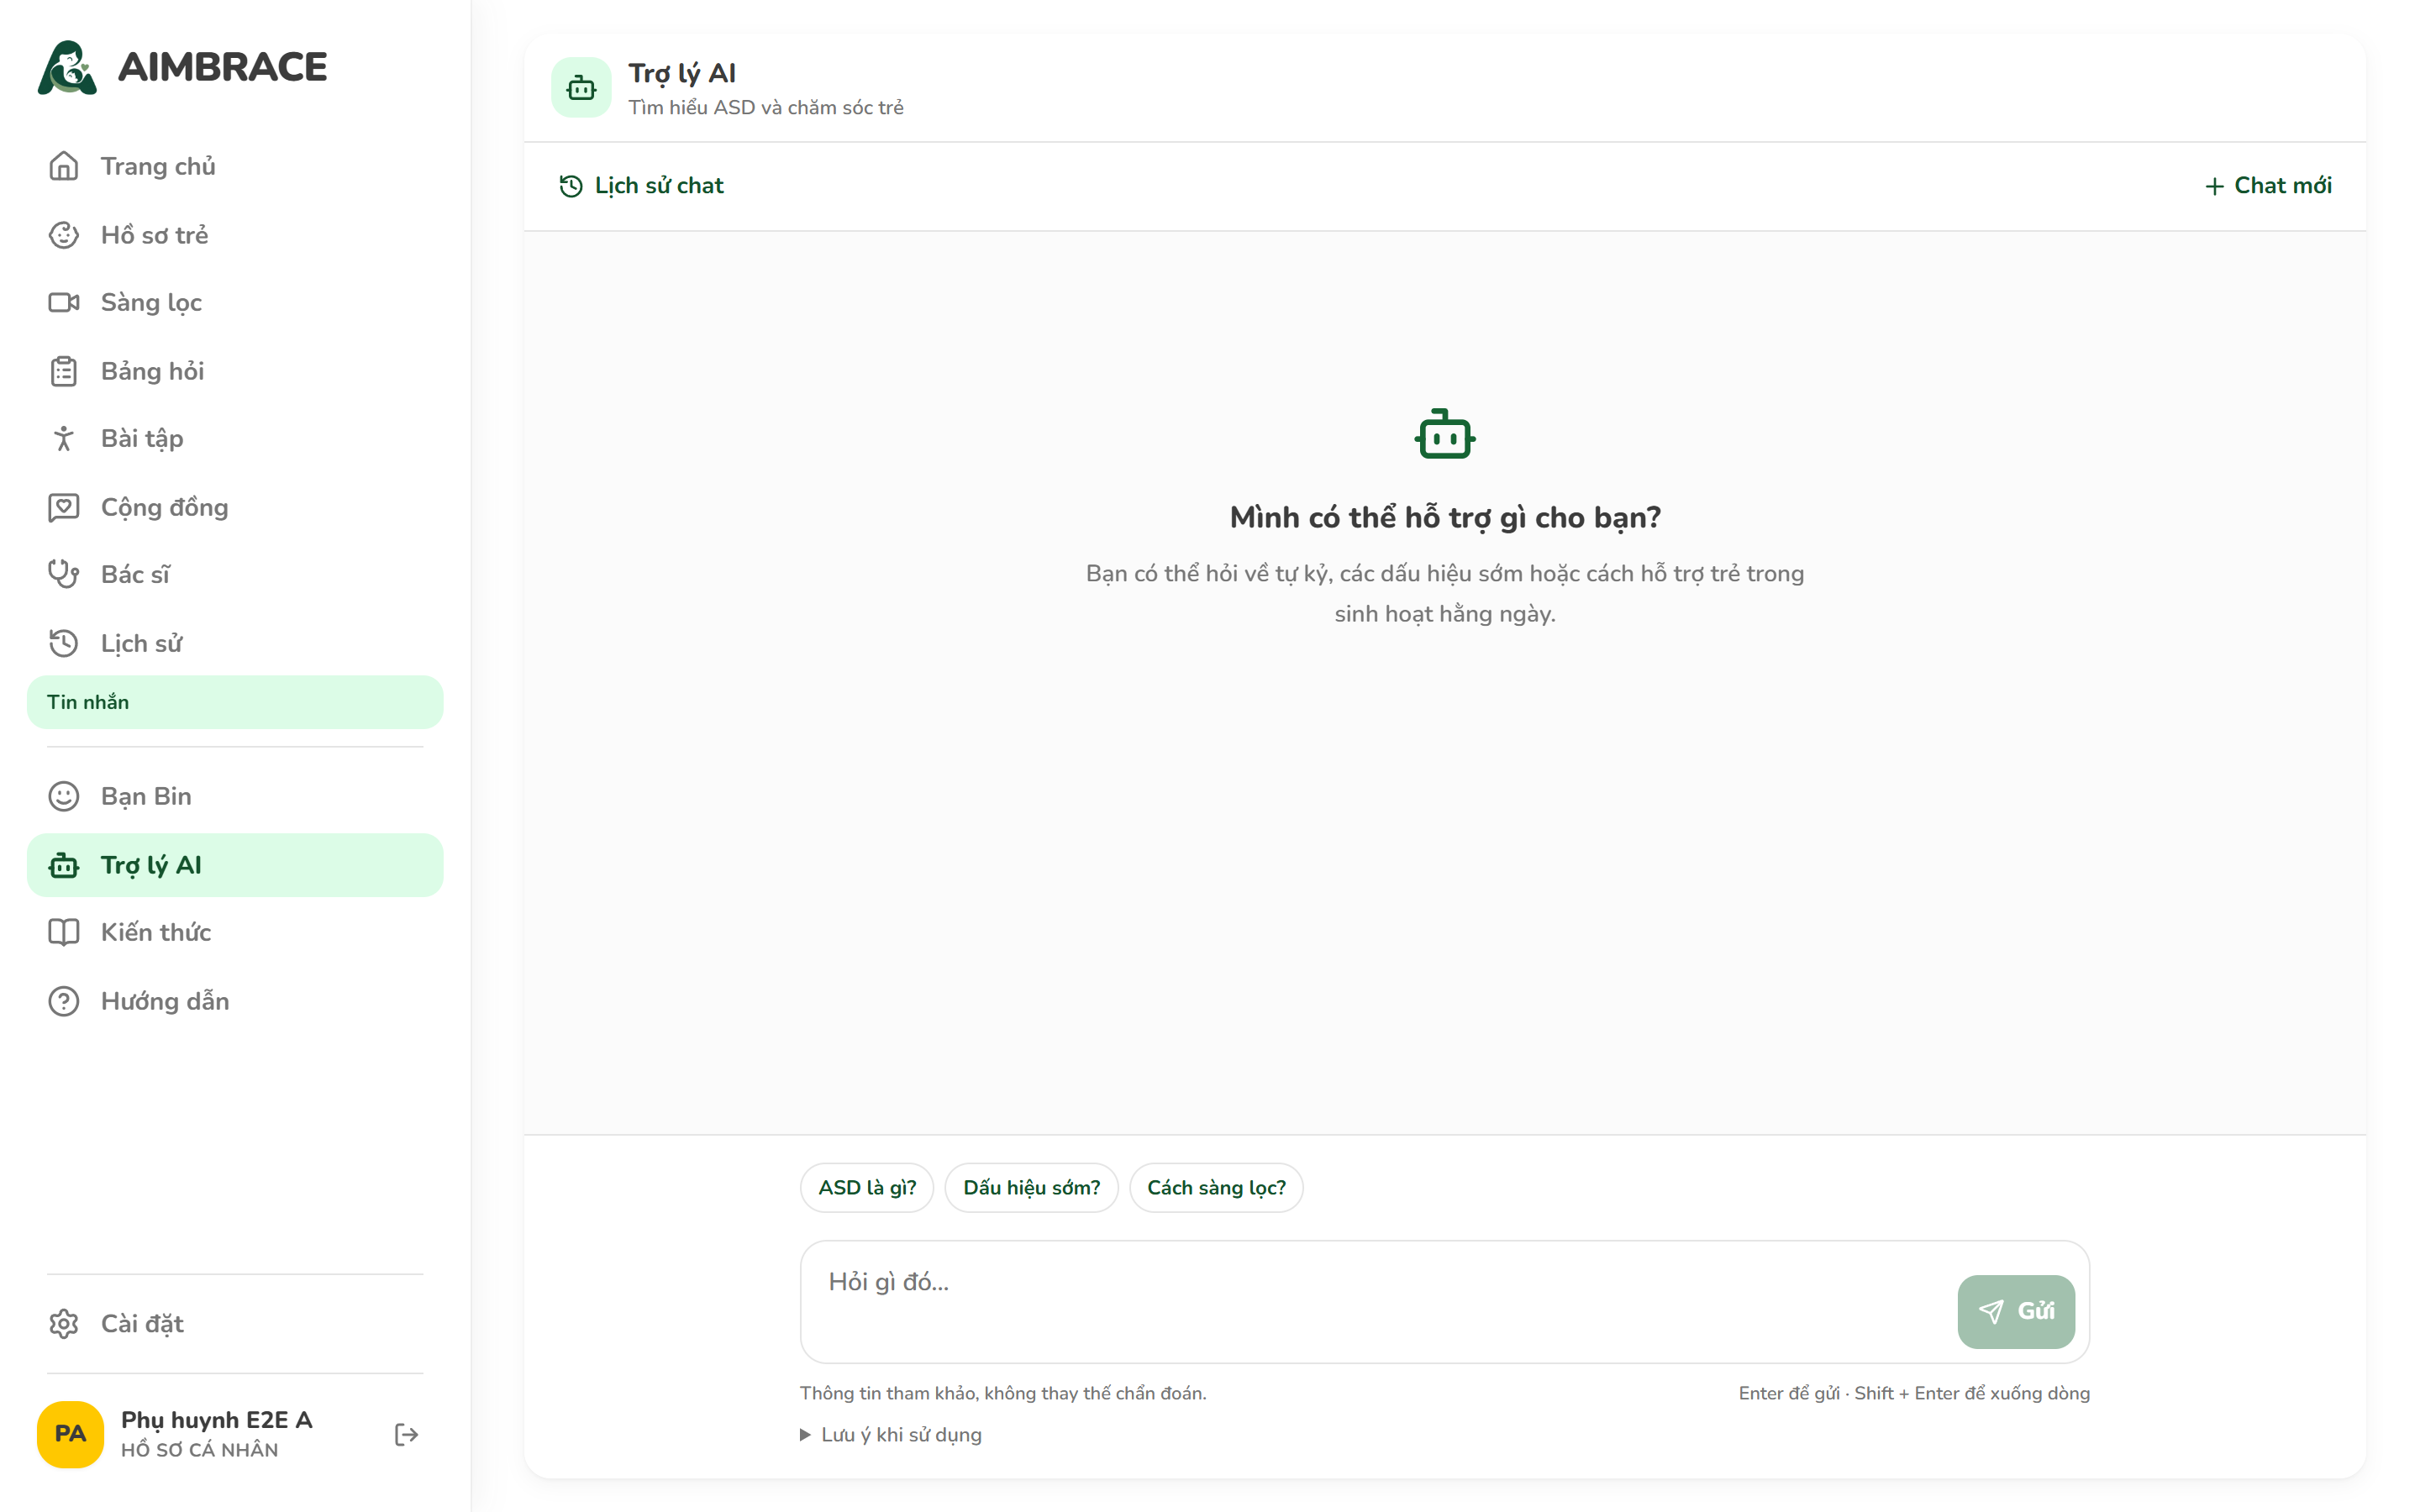 AIMBRACE
Trang chủ
Hồ sơ trẻ
Sàng lọc
Bảng hỏi
Bài tập
Cộng đồng
Bác sĩ
Lịch sử
Tin nhắn
Bạn Bin
Trợ lý AI
Kiến thức
Hướng dẫn
Cài đặt
PA
Phụ huynh E2E A
HỒ SƠ CÁ NHÂN
Trợ lý AI
Tìm hiểu ASD và chăm sóc trẻ
Lịch sử chat
Chat mới
Mình có thể hỗ trợ gì cho bạn?
Bạn có thể hỏi về tự kỷ, các dấu hiệu sớm hoặc cách hỗ trợ trẻ trong
sinh hoạt hằng ngày.
ASD là gì?
Dấu hiệu sớm?
Cách sàng lọc?
Hỏi gì đó...
Gửi
Thông tin tham khảo, không thay thế chẩn đoán.
Enter để gửi · Shift + Enter để xuống dòng
Lưu ý khi sử dụng